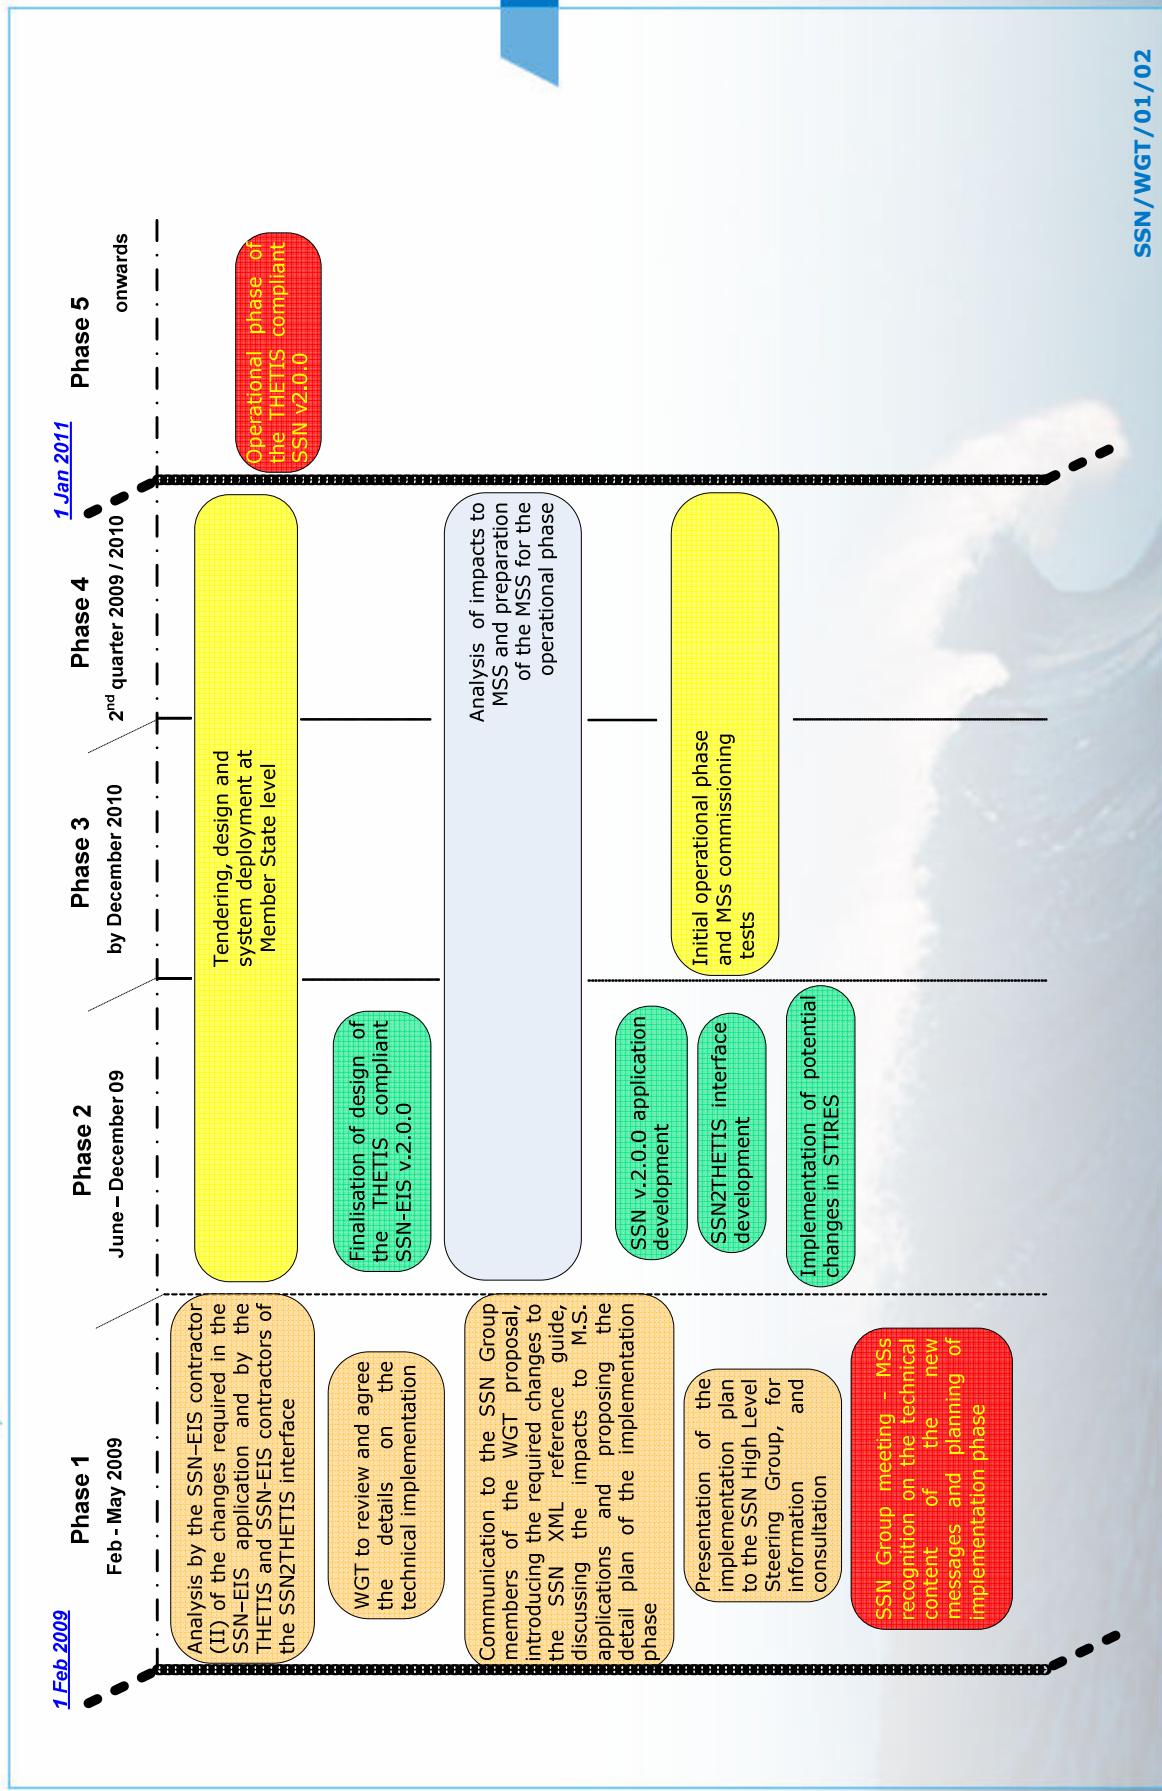 1 Feb 2009
1 Jan 2011
Phase 1
Feb - May 2009
Phase 2
June – December 09
Phase 3
by December 2010
Phase 4
2nd quarter 2009 / 2010
Phase 5
onwards
Analysis by the SSN-EIS contractor
(II) of the changes required in the
SSN-EIS application and by the
THETIS and SSN-EIS contractors of
the SSN2THETIS interface
WGT to review and agree
the details on the
technical implementation
Communication to the SSN Group
members of the WGT proposal,
introducing the required changes to
the SSN XML reference guide,
discussing the impacts to M.S.
applications and proposing the
detail plan of the implementation
phase
Presentation of the
implementation plan
to the SSN High Level
Steering Group, for
information and
consultation
SSN Group meeting - MSs
recognition on the technical
content of the new
messages and planning of
implementation phase
Tendering, design and
system deployment at
Member State level
Finalisation of design of
the THETIS compliant
SSN-EIS v.2.0.0
Analysis of impacts to
MSS and preparation
of the MSS for the
operational phase
SSN v.2.0.0 application
development
SSN2THETIS interface
development
Implementation of potential
changes in STIRES
Initial operational phase
and MSs commissioning
tests
Operational phase of
the THETIS compliant
SSN v2.0.0
SSN/WGT/01/02